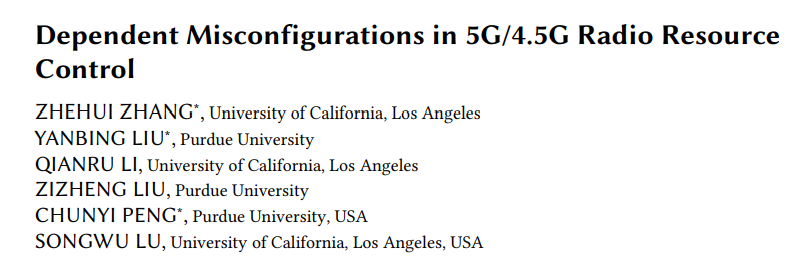 Dependent Misconfigurations in 5G/4.5G Radio Resource
Control
ZHEHUI ZHANG*, University of California, Los Angeles
YANBING LIU*, Purdue University
QIANRU LI, University of California, Los Angeles
ZIZHENG LIU, Purdue University
CHUNYI PENG*, Purdue University, USA
SONGWU LU, University of California, Los Angeles, USA